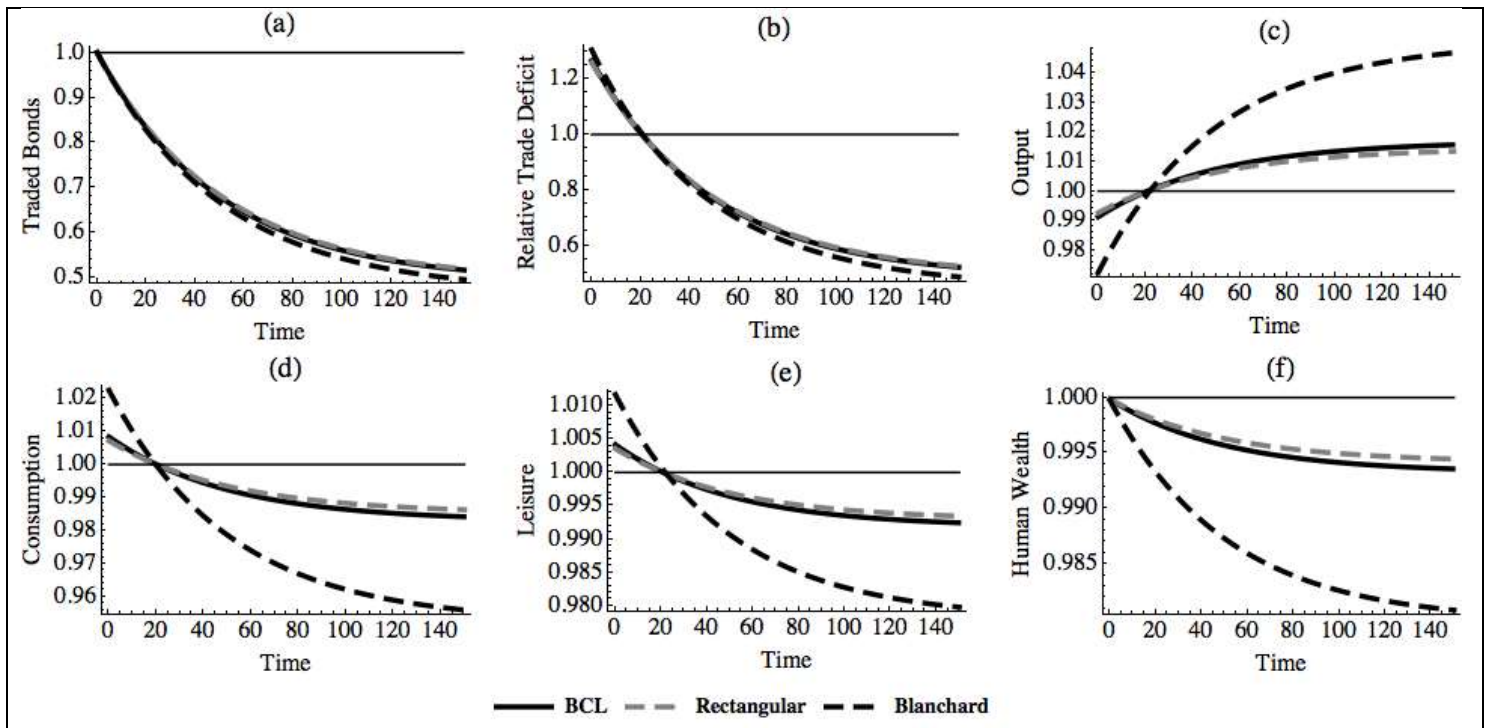 (a)
1.0
0.9
0.8
0.7
0.6
0.5
Traded Bonds
0 20 40 60 80 100 120 140
Time
(b)
1.2
1.0
0.8
0.6
Relative Trade Deficit
0 20 40 60 80 100 120 140
Time
(c)
1.04
1.03
1.02
1.01
1.00
0.99
0.98
Output
0 20 40 60 80 100 120 140
Time
(d)
1.02
1.01
1.00
0.99
0.98
0.97
0.96
Consumption
0 20 40 60 80 100 120 140
Time
(e)
1.010
1.005
1.000
0.995
0.990
0.985
0.980
Leisure
0 20 40 60 80 100 120 140
Time
(f)
1.000
0.995
0.990
0.985
Human Wealth
0 20 40 60 80 100 120 140
Time
BCL Rectangular Blanchard